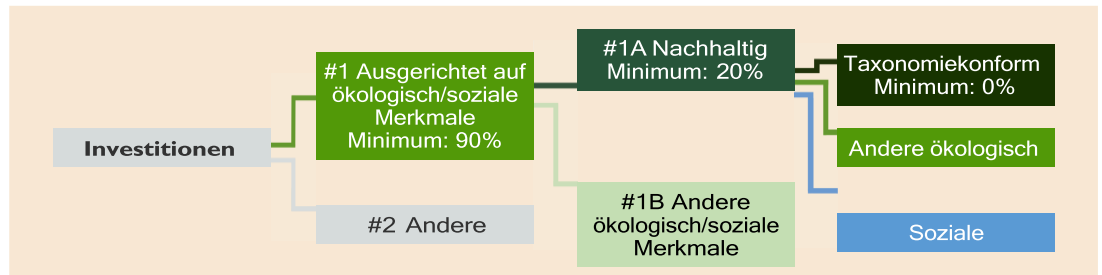 Investitionen
#1 Ausgerichtet auf
ökologisch/soziale
Merkmale
Minimum: 90%
#2 Andere
#1A Nachhaltig
Minimum: 20%
#1B Andere
ökologisch/soziale
Merkmale
Taxonomiekonform
Minimum: 0%
Andere ökologisch
Soziale